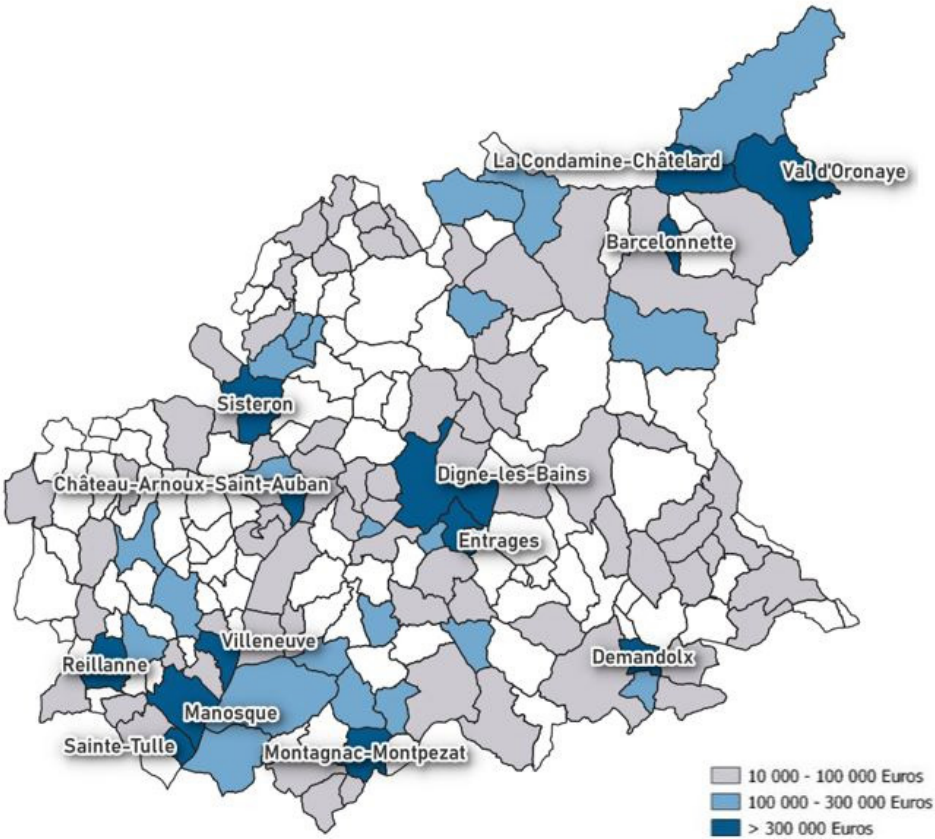 La Condamine-Châtelard
Val d'Oronaye
Barcelonnette
Sisteron
Château-Arnoux-Saint-Auban
Digne-les-Bains
Entrages
Villeneuve
Reillanne
Demandolx
Manosque
Sainte-Tulle
Montagnac-Montpezat
10 000 - 100 000 Euros
100 000 - 300 000 Euros
> 300 000 Euros